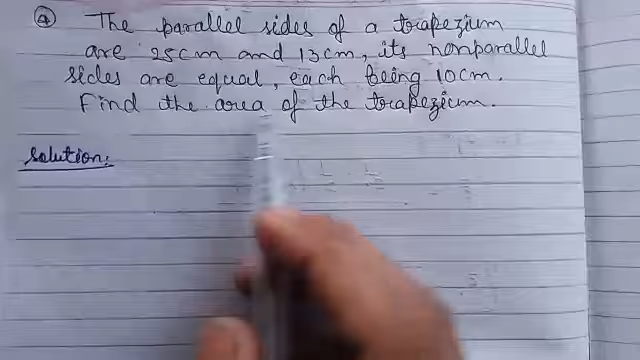 Q The parallel sides of a trapezium
are 25cm and 13cm, its nonparallel
sides are equal, each being 10cm.
Find the area of the trapezium.
Solution: